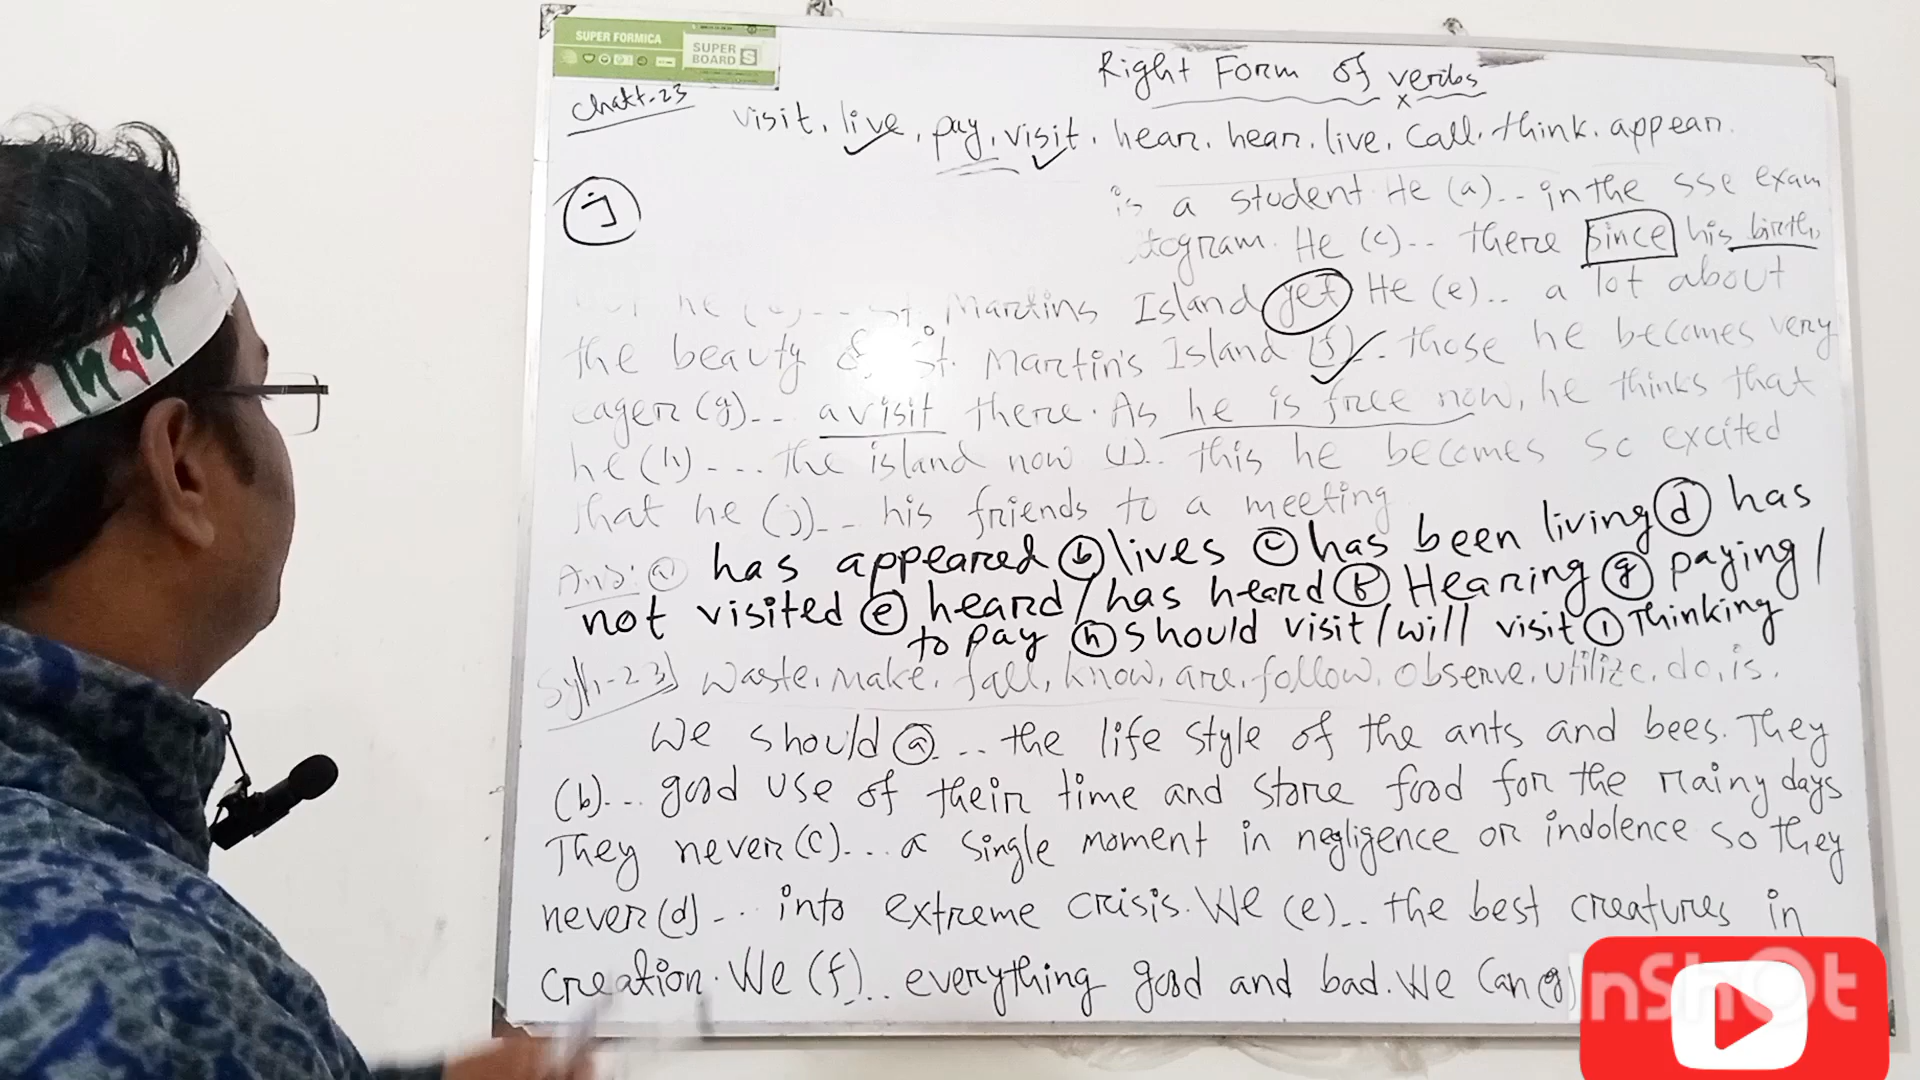 SUPER FORMICA
SUPER BOARD S
Right Form of verbs
Chatt-23
visit, live, pay, visit, hear, hear, live, Call, think, appear.
j
is a student. He (a)... in the SSC exam
He (c)... there since his birth,
he Martins Island yet He (e)... a lot about
the beauty of St. Martin's Island (f)... those he becomes very
eager (g)... a visit there. As he is free now, he thinks that
he (h)... the island now (i)... this he becomes so excited
that he (j)... his friends to a meeting
Ans: (a) has appeared (b) lives (c) has been living (d) has
not visited (e) heard/has heard (f) Hearing (g) paying/
to pay (h) should visit/will visit (i) Thinking
Syl-23] waste, make, fall, know, are, follow, observe, utilize, do, is.
We should (a)... the life style of the ants and bees. They
(b)... good use of their time and store food for the rainy days
They never (c)... a single moment in negligence or indolence so they
never (d)... into extreme crisis. We (e)... the best creatures in
creation. We (f)... everything good and bad. We can (g)
InShOt